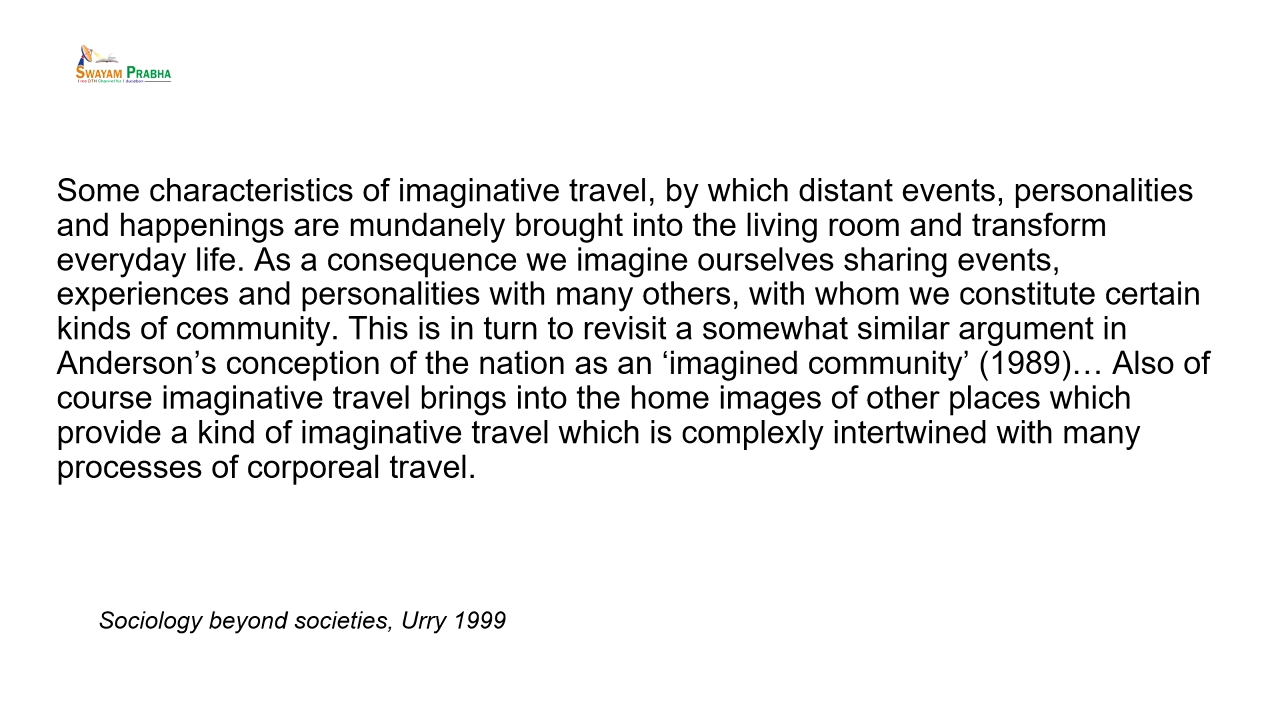 SWAYAM PRABHA
Some characteristics of imaginative travel, by which distant events, personalities
and happenings are mundanely brought into the living room and transform
everyday life. As a consequence we imagine ourselves sharing events,
experiences and personalities with many others, with whom we constitute certain
kinds of community. This is in turn to revisit a somewhat similar argument in
Anderson’s conception of the nation as an ‘imagined community’ (1989)… Also of
course imaginative travel brings into the home images of other places which
provide a kind of imaginative travel which is complexly intertwined with many
processes of corporeal travel.
Sociology beyond societies, Urry 1999